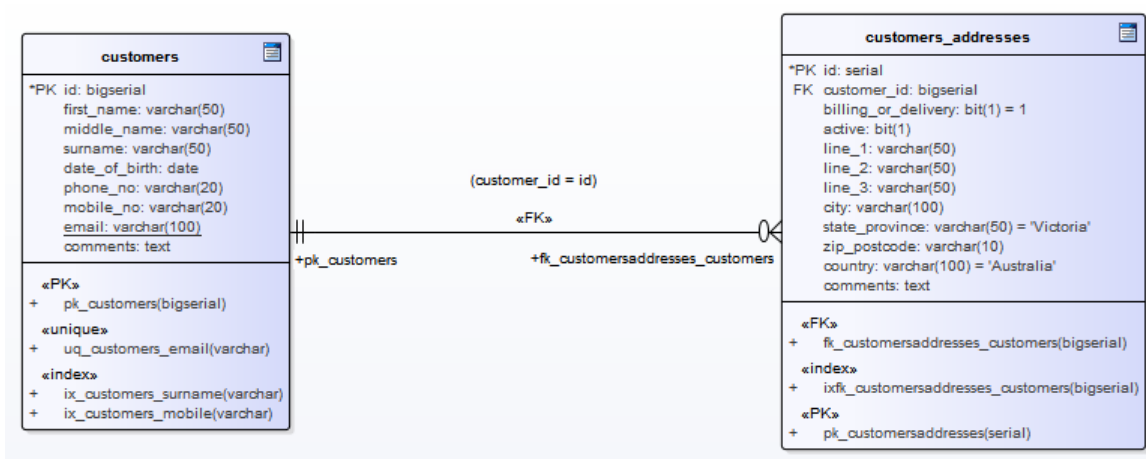 customers
*PK id: bigserial
first_name: varchar(50)
middle_name: varchar(50)
surname: varchar(50)
date_of_birth: date
phone_no: varchar(20)
mobile_no: varchar(20)
email: varchar(100)
comments: text
«PK»
+ pk_customers(bigserial)
«unique»
+ uq_customers_email(varchar)
«index»
+ ix_customers_surname(varchar)
+ ix_customers_mobile(varchar)
(customer_id = id)
«FK»
+pk_customers
+fk_customersaddresses_customers
customers_addresses
*PK id: serial
FK customer_id: bigserial
billing_or_delivery: bit(1) = 1
active: bit(1)
line_1: varchar(50)
line_2: varchar(50)
line_3: varchar(50)
city: varchar(100)
state_province: varchar(50) = 'Victoria'
zip_postcode: varchar(10)
country: varchar(100) = 'Australia'
comments: text
«FK»
+ fk_customersaddresses_customers(bigserial)
«index»
+ ixfk_customersaddresses_customers(bigserial)
«PK»
+ pk_customersaddresses(serial)